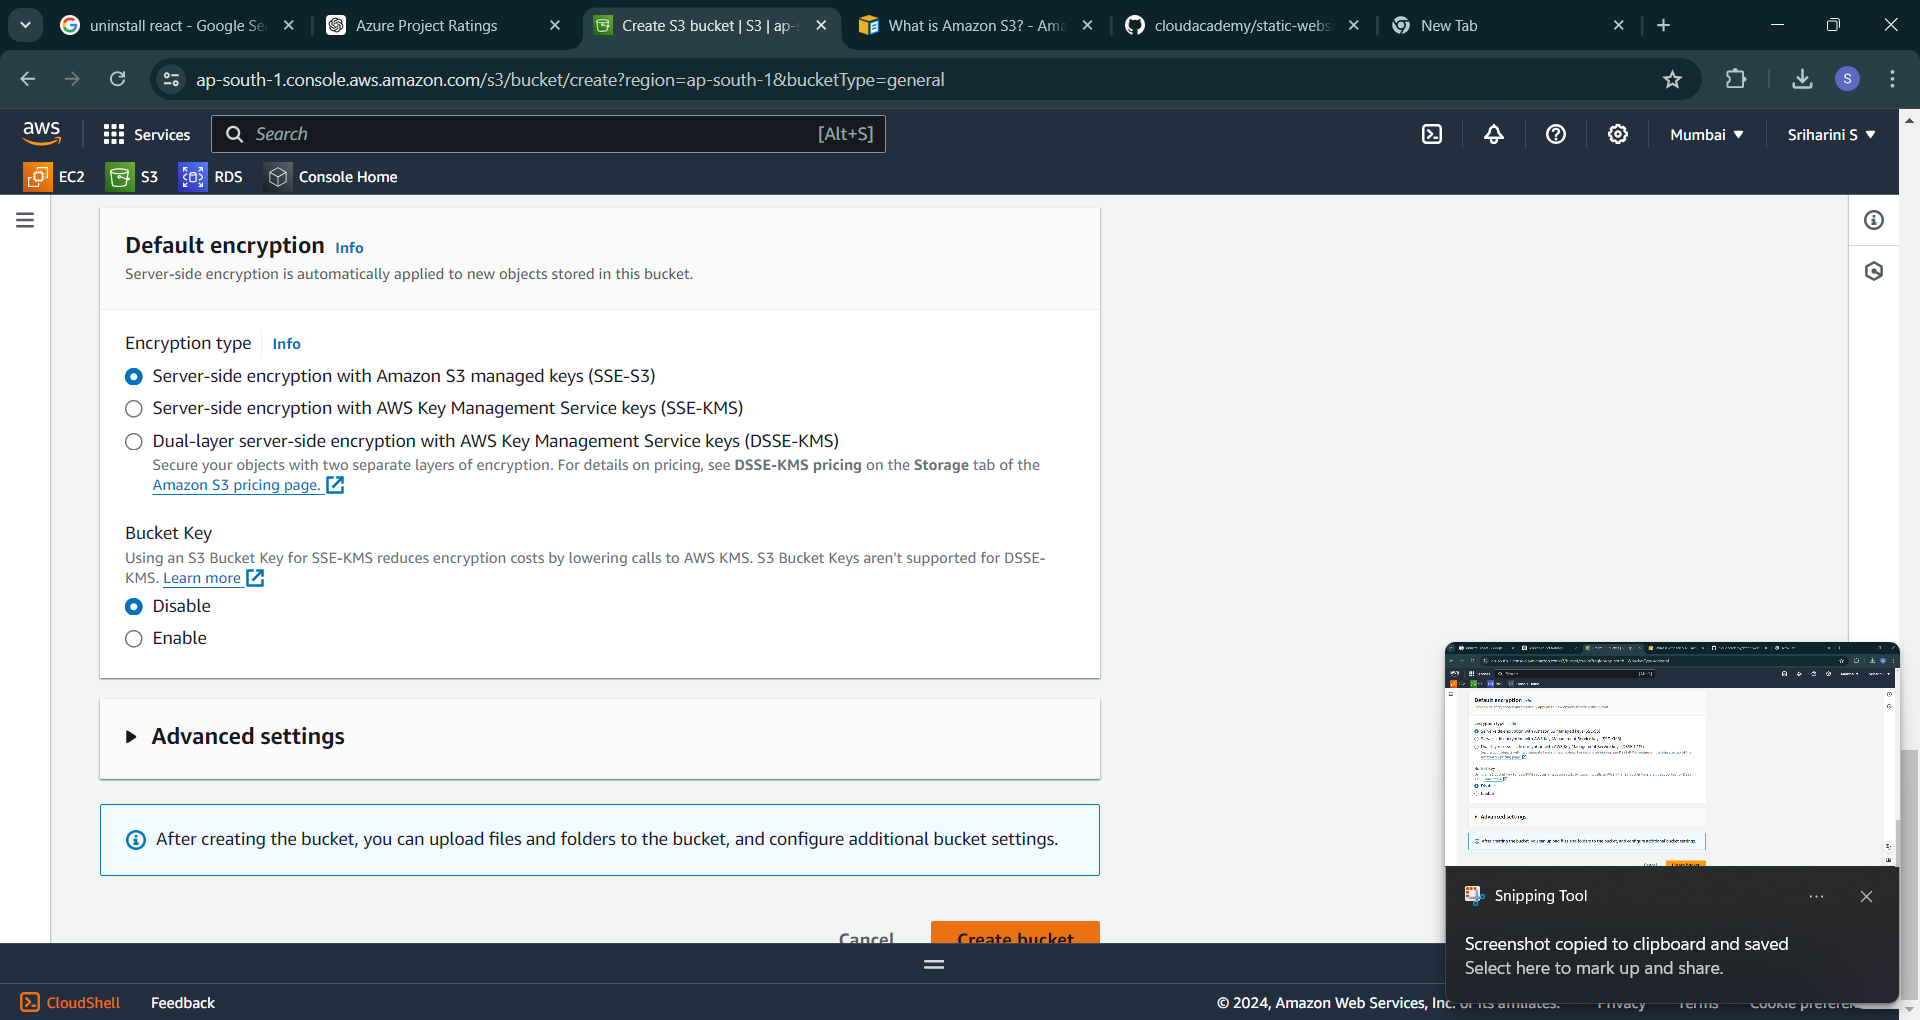 uninstall react - Google Se
Azure Project Ratings
Create S3 bucket | S3 | ap-
What is Amazon S3? - Ama
cloudacademy/static-webs
New Tab
ap-south-1.console.aws.amazon.com/s3/bucket/create?region=ap-south-1&bucketType=general
S
aws
Services
Search
[Alt+S]
Mumbai
Sriharini S
EC2
S3
RDS
Console Home
Default encryption Info
Server-side encryption is automatically applied to new objects stored in this bucket.
Encryption type Info
Server-side encryption with Amazon S3 managed keys (SSE-S3)
Server-side encryption with AWS Key Management Service keys (SSE-KMS)
Dual-layer server-side encryption with AWS Key Management Service keys (DSSE-KMS)
Secure your objects with two separate layers of encryption. For details on pricing, see DSSE-KMS pricing on the Storage tab of the
Amazon S3 pricing page.
Bucket Key
Using an S3 Bucket Key for SSE-KMS reduces encryption costs by lowering calls to AWS KMS. S3 Bucket Keys aren't supported for DSSE-
KMS. Learn more
Disable
Enable
Advanced settings
After creating the bucket, you can upload files and folders to the bucket, and configure additional bucket settings.
Cancel
Create bucket
Snipping Tool
Screenshot copied to clipboard and saved
Select here to mark up and share.
CloudShell
Feedback
© 2024, Amazon Web Services, Inc. or its affiliates.
Privacy
Terms
Cookie preferen